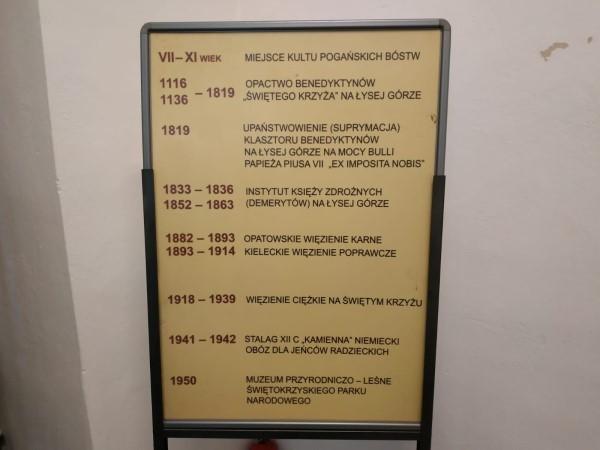 VII – XI WIEK MIEJSCE KULTU POGAŃSKICH BÓSTW
1116
1136 – 1819 OPACTWO BENEDYKTYNÓW
„ŚWIĘTEGO KRZYŻA” NA ŁYSEJ GÓRZE
1819 UPAŃSTWOWIENIE (SUPRYMACJA)
KLASZTORU BENEDYKTYNÓW
NA ŁYSEJ GÓRZE NA MOCY BULLI
PAPIEŻA PIUSA VII „EX IMPOSITA NOBIS”
1833 – 1836 INSTYTUT KSIĘŻY ZDROŻNYCH
1852 – 1863 (DEMERYTÓW) NA ŁYSEJ GÓRZE
1882 – 1893 OPATOWSKIE WIĘZIENIE KARNE
1893 – 1914 KIELECKIE WIĘZIENIE POPRAWCZE
1918 – 1939 WIĘZIENIE CIĘŻKIE NA ŚWIĘTYM KRZYŻU
1941 – 1942 STALAG XII C „KAMIENNA” NIEMIECKI
OBÓZ DLA JEŃCÓW RADZIECKICH
1950 MUZEUM PRZYRODNICZO – LEŚNE
ŚWIĘTOKRZYSKIEGO PARKU
NARODOWEGO